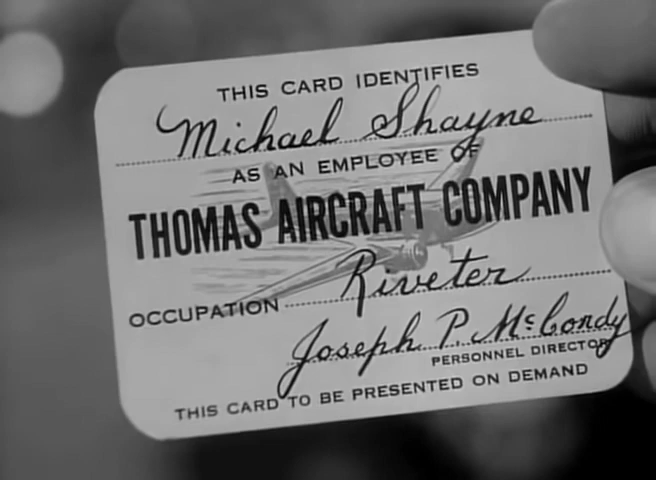 THIS CARD IDENTIFIES
Michael Shayne
AS AN EMPLOYEE OF
THOMAS AIRCRAFT COMPANY
OCCUPATION Riveter
Joseph P. McCordy
PERSONNEL DIRECTOR
THIS CARD TO BE PRESENTED ON DEMAND